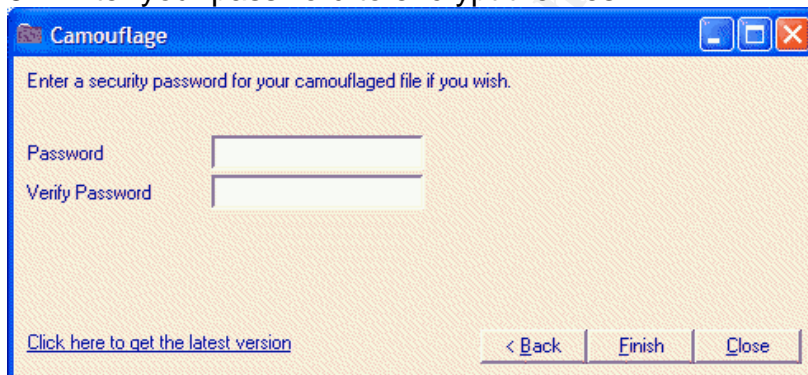 Camouflage
Enter a security password for your camouflaged file if you wish.
Password
Verify Password
Click here to get the latest version
< Back
Finish
Close